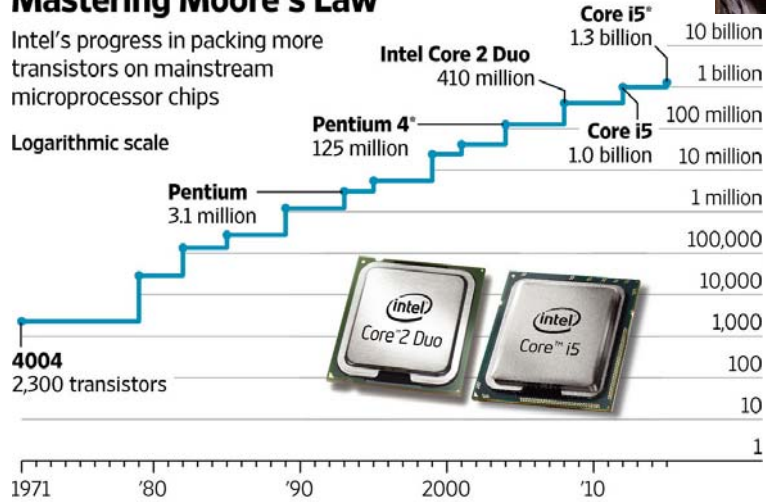 Mastering Moore's Law
Intel's progress in packing more
transistors on mainstream
microprocessor chips
Logarithmic scale
Core i5*
1.3 billion
Intel Core 2 Duo
410 million
Pentium 4*
125 million
Core i5
1.0 billion
Pentium
3.1 million
4004
2,300 transistors
10 billion
1 billion
100 million
10 million
1 million
100,000
10,000
1,000
100
10
1
intel
Core™2 Duo
intel
Core™ i5
1971 '80 '90 2000 '10